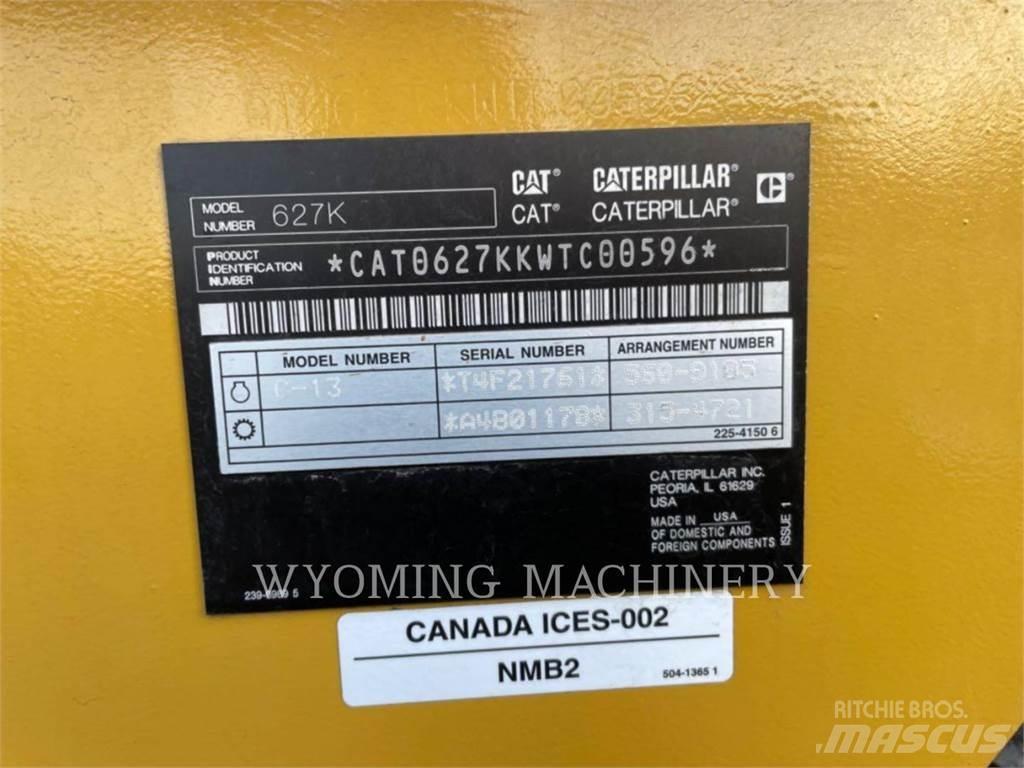 CAT® CATERPILLAR®
CAT® CATERPILLAR®
MODEL NUMBER 627K
PRODUCT IDENTIFICATION NUMBER *CAT0627KKWTC00596*
MODEL NUMBER SERIAL NUMBER ARRANGEMENT NUMBER
C-13 *T4F21761*
*A4B01178* 313-4721
225-4150 6
CATERPILLAR INC.
PEORIA, IL 61629
USA
MADE IN USA
OF DOMESTIC AND
FOREIGN COMPONENTS
ISSUE 1
WYOMING MACHINERY
CANADA ICES-002
NMB2
504-1365 1
RITCHIE BROS.
MASCUS